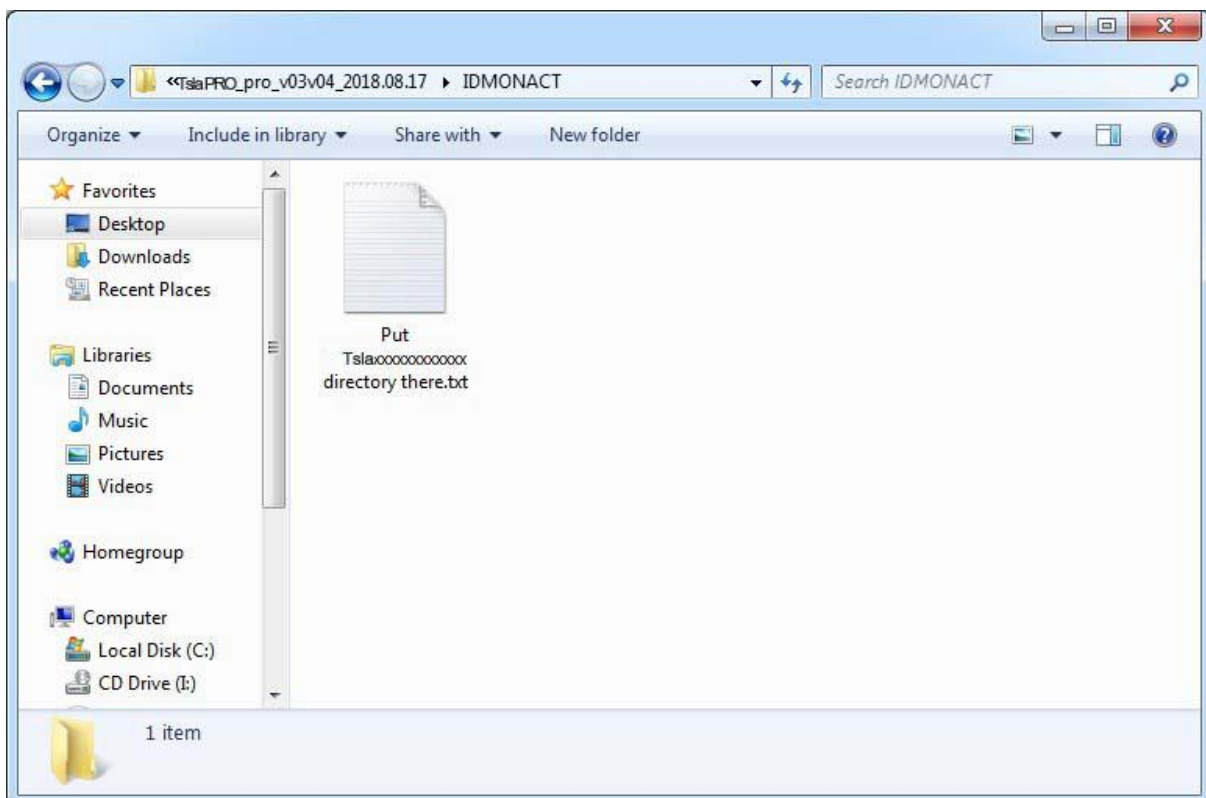 «TslaPRO_pro_v03v04_2018.08.17 ▸ IDMONACT
Search IDMONACT
Organize Include in library Share with New folder
Favorites
Desktop
Downloads
Recent Places
Libraries
Documents
Music
Pictures
Videos
Homegroup
Computer
Local Disk (C:)
CD Drive (I:)
Put
Tslaxxxxxxxxxxxx
directory there.txt
1 item